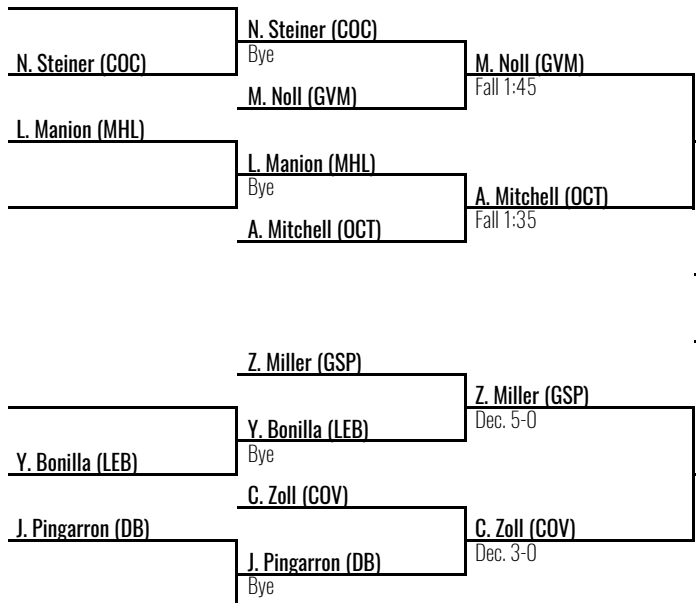 N. Steiner (COC)
N. Steiner (COC)
Bye
M. Noll (GVM)
M. Noll (GVM)
Fall 1:45
L. Manion (MHL)
L. Manion (MHL)
Bye
A. Mitchell (OCT)
A. Mitchell (OCT)
Fall 1:35
Z. Miller (GSP)
Z. Miller (GSP)
Dec. 5-0
Y. Bonilla (LEB)
Bye
Y. Bonilla (LEB)
C. Zoll (COV)
C. Zoll (COV)
Dec. 3-0
J. Pingarron (DB)
J. Pingarron (DB)
Bye